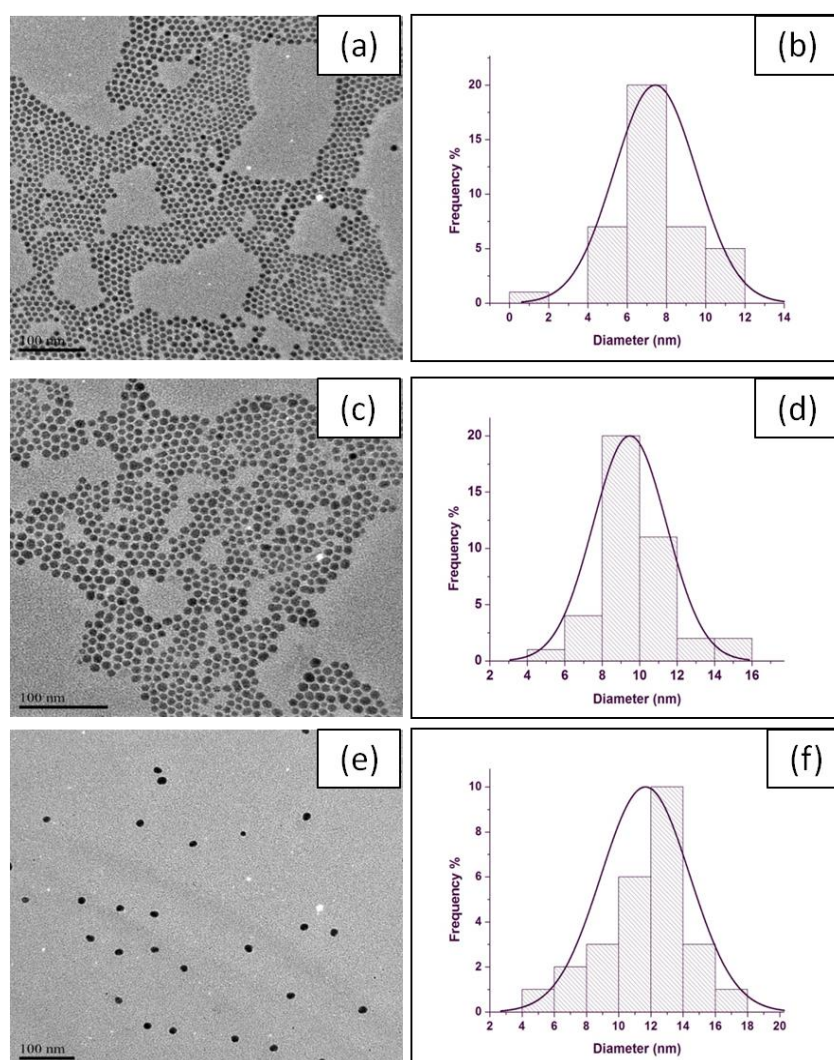 (a)
100 nm
(b)
Frequency %
20
15
10
5
0
0 2 4 6 8 10 12 14
Diameter (nm)
(c)
100 nm
(d)
Frequency %
20
15
10
5
0
2 4 6 8 10 12 14 16
Diameter (nm)
(e)
100 nm
(f)
Frequency %
10
8
6
4
2
0
2 4 6 8 10 12 14 16 18 20
Diameter (nm)